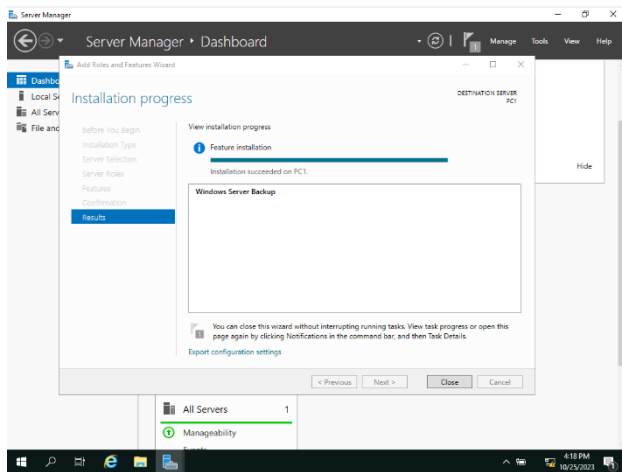 Server Manager
Server Manager • Dashboard
Manage Tools View Help
Add Roles and Features Wizard
Dashbo
Local Se
All Serv
File and
Installation progress
DESTINATION SERVER
PC1
Before You Begin
Installation Type
Server Selection
Server Roles
Features
Confirmation
Results
View installation progress
Feature installation
Installation succeeded on PC1.
Windows Server Backup
Hide
You can close this wizard without interrupting running tasks. View task progress or open this
page again by clicking Notifications in the command bar, and then Task Details.
Export configuration settings
< Previous Next > Close Cancel
All Servers 1
Manageability
Events
4:18 PM
10/25/2023